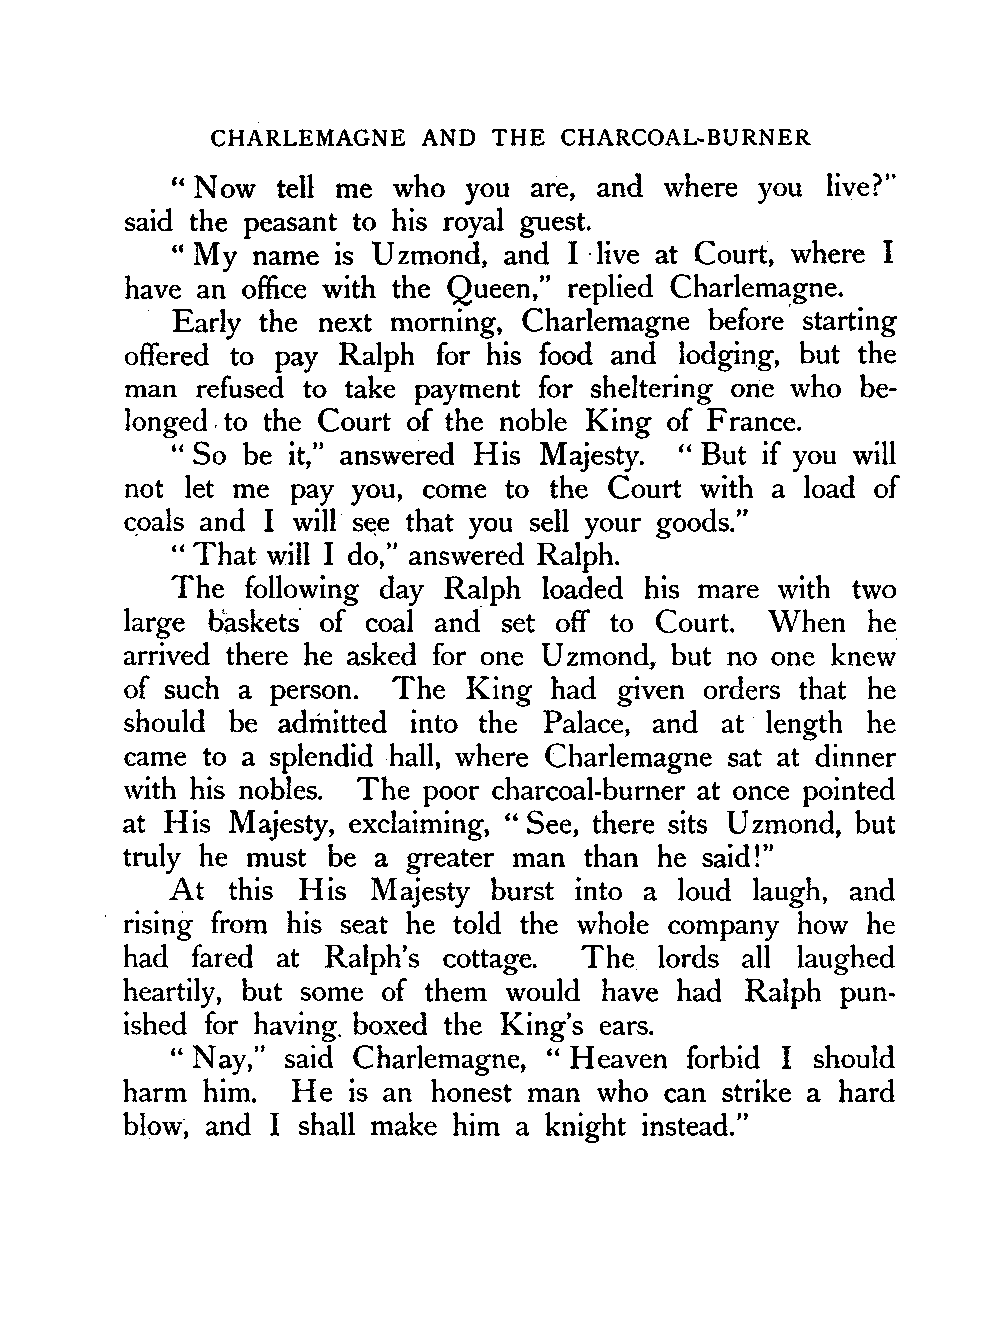 CHARLEMAGNE AND THE CHARCOAL-BURNER
“ Now tell me who you are, and where you live?”
said the peasant to his royal guest.
“ My name is Uzmond, and I live at Court, where I
have an office with the Queen,” replied Charlemagne.
Early the next morning, Charlemagne before starting
offered to pay Ralph for his food and lodging, but the
man refused to take payment for sheltering one who be-
longed to the Court of the noble King of France.
“ So be it,” answered His Majesty. “ But if you will
not let me pay you, come to the Court with a load of
coals and I will see that you sell your goods.”
“ That will I do,” answered Ralph.
The following day Ralph loaded his mare with two
large baskets of coal and set off to Court. When he
arrived there he asked for one Uzmond, but no one knew
of such a person. The King had given orders that he
should be admitted into the Palace, and at length he
came to a splendid hall, where Charlemagne sat at dinner
with his nobles. The poor charcoal-burner at once pointed
at His Majesty, exclaiming, “ See, there sits Uzmond, but
truly he must be a greater man than he said!”
At this His Majesty burst into a loud laugh, and
rising from his seat he told the whole company how he
had fared at Ralph’s cottage. The lords all laughed
heartily, but some of them would have had Ralph pun-
ished for having boxed the King’s ears.
“ Nay,” said Charlemagne, “ Heaven forbid I should
harm him. He is an honest man who can strike a hard
blow, and I shall make him a knight instead.”